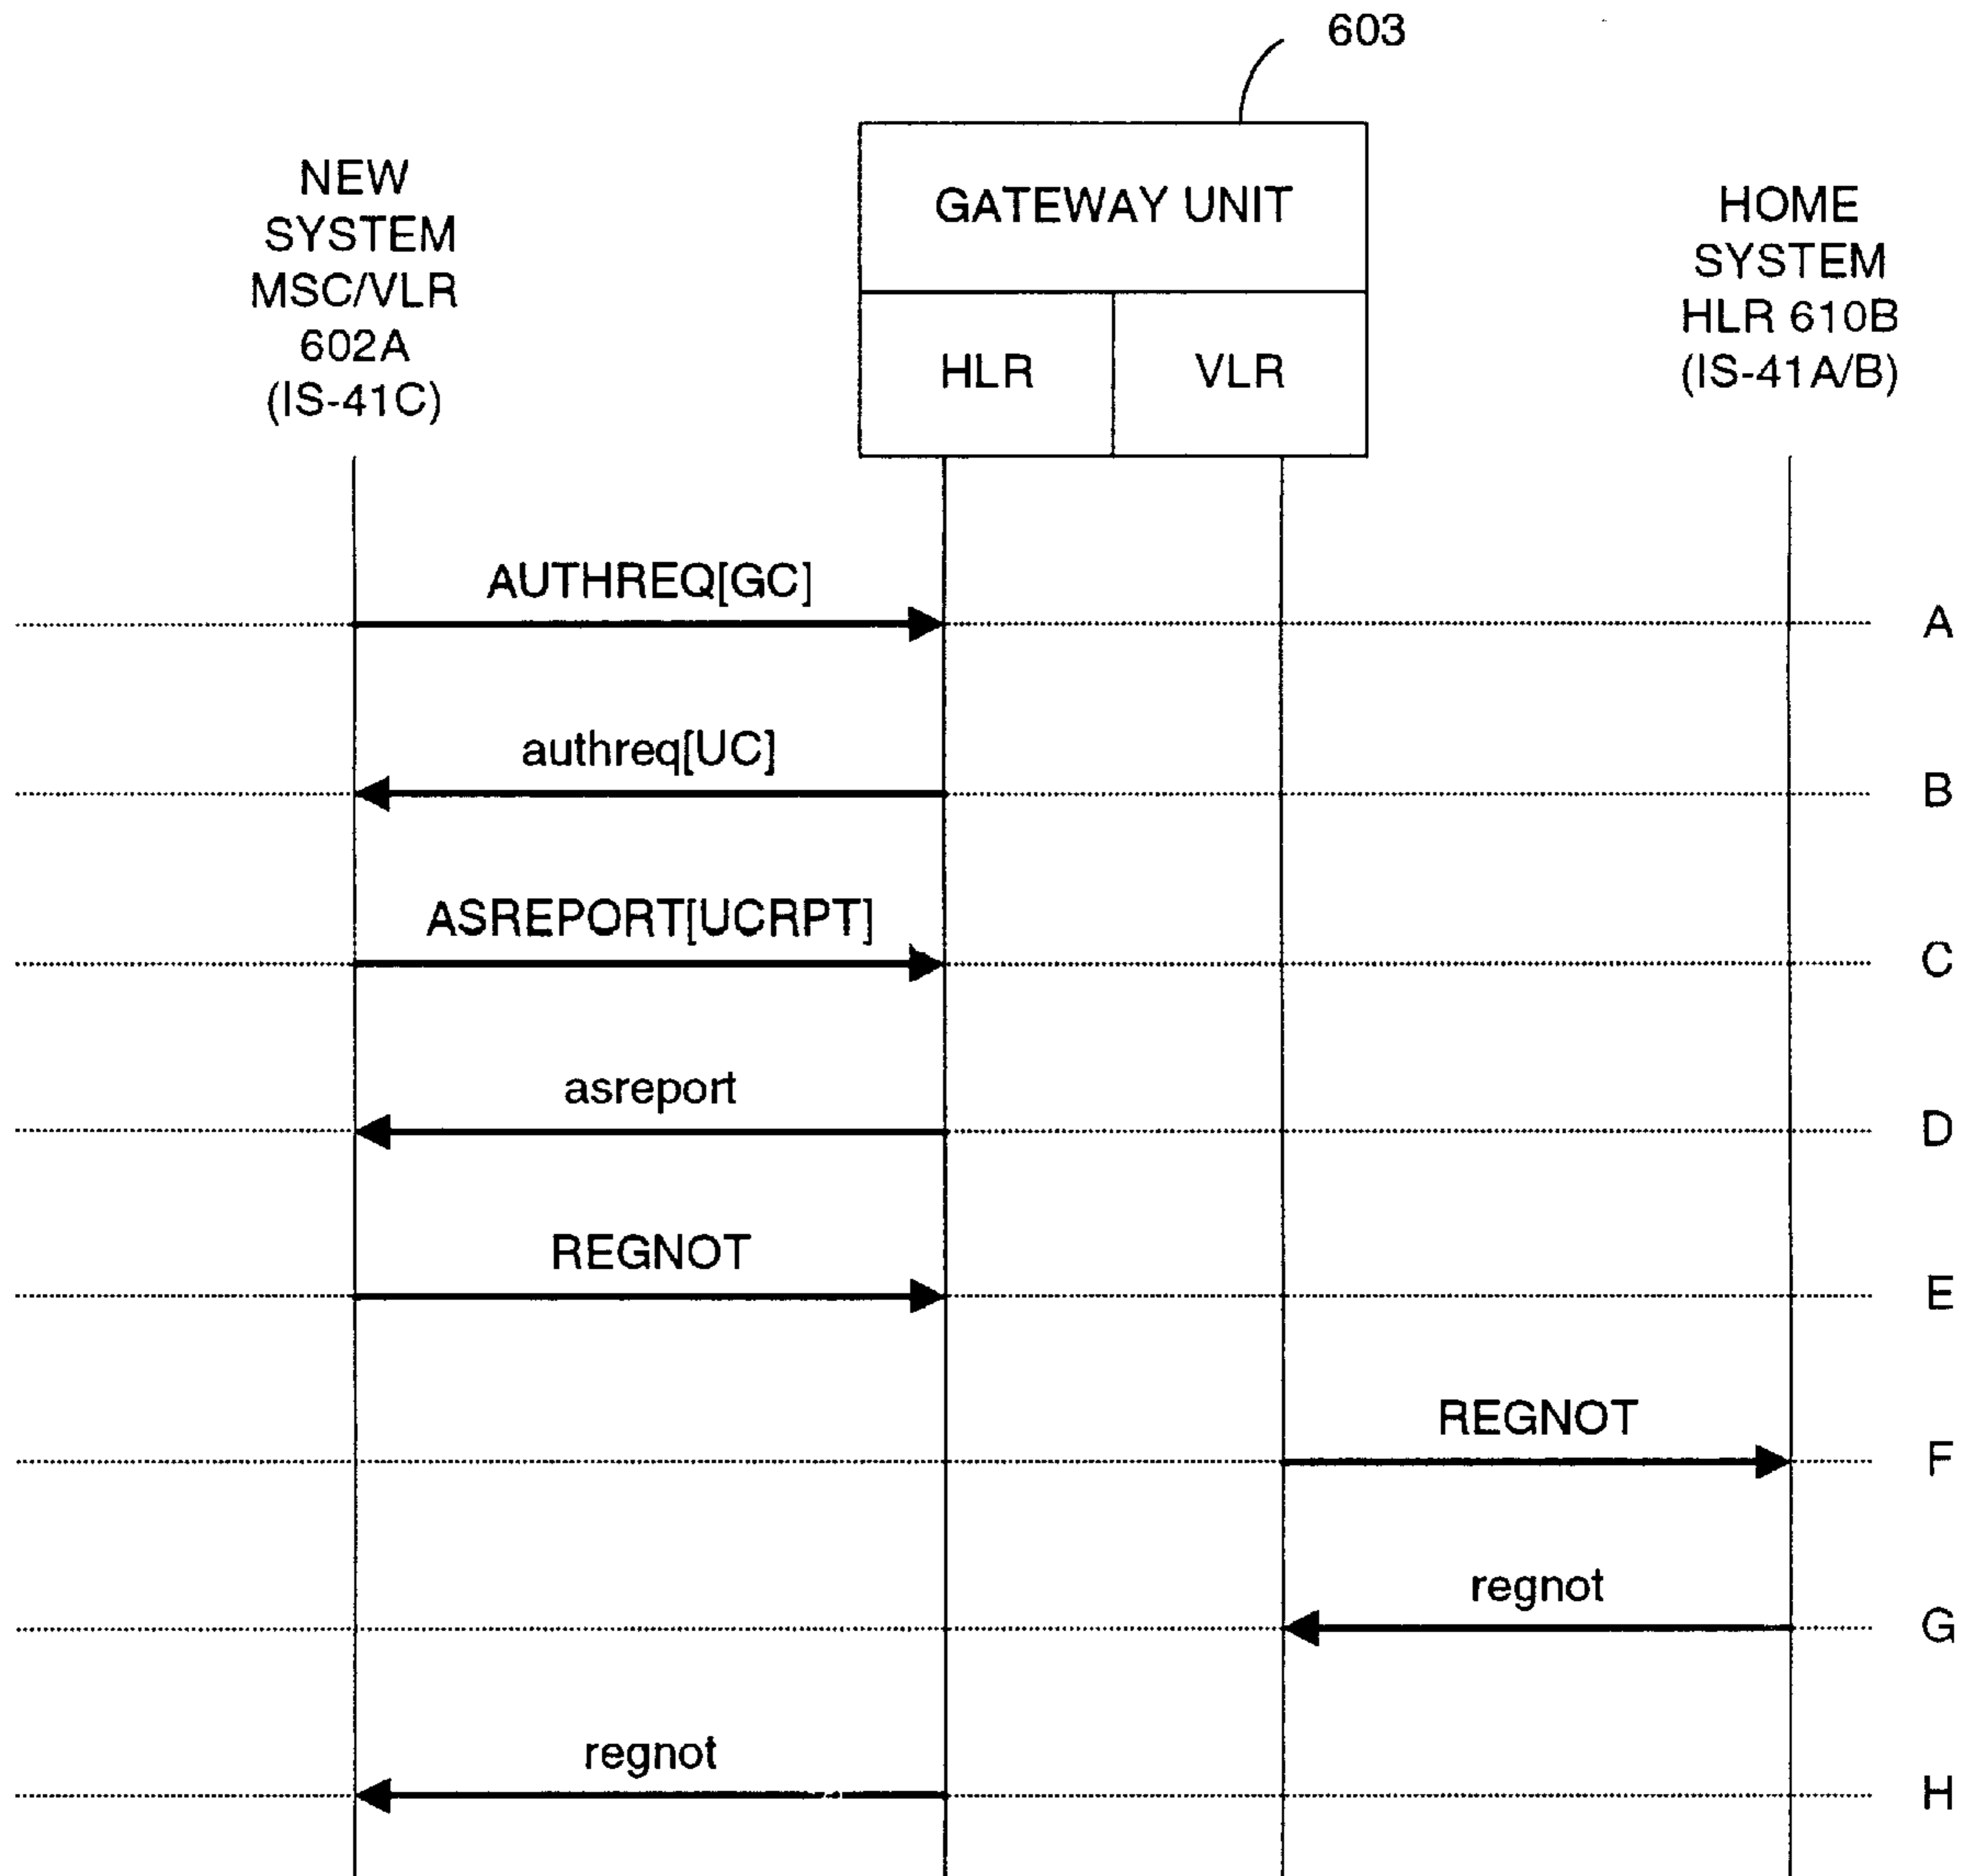 603
NEW
SYSTEM
MSC/VLR
602A
(IS-41C)
GATEWAY UNIT
HLR
VLR
HOME
SYSTEM
HLR 610B
(IS-41A/B)
AUTHREQ[GC]
A
authreq[UC]
B
ASREPORT[UCRPT]
C
asreport
D
REGNOT
E
REGNOT
F
regnot
G
regnot
H